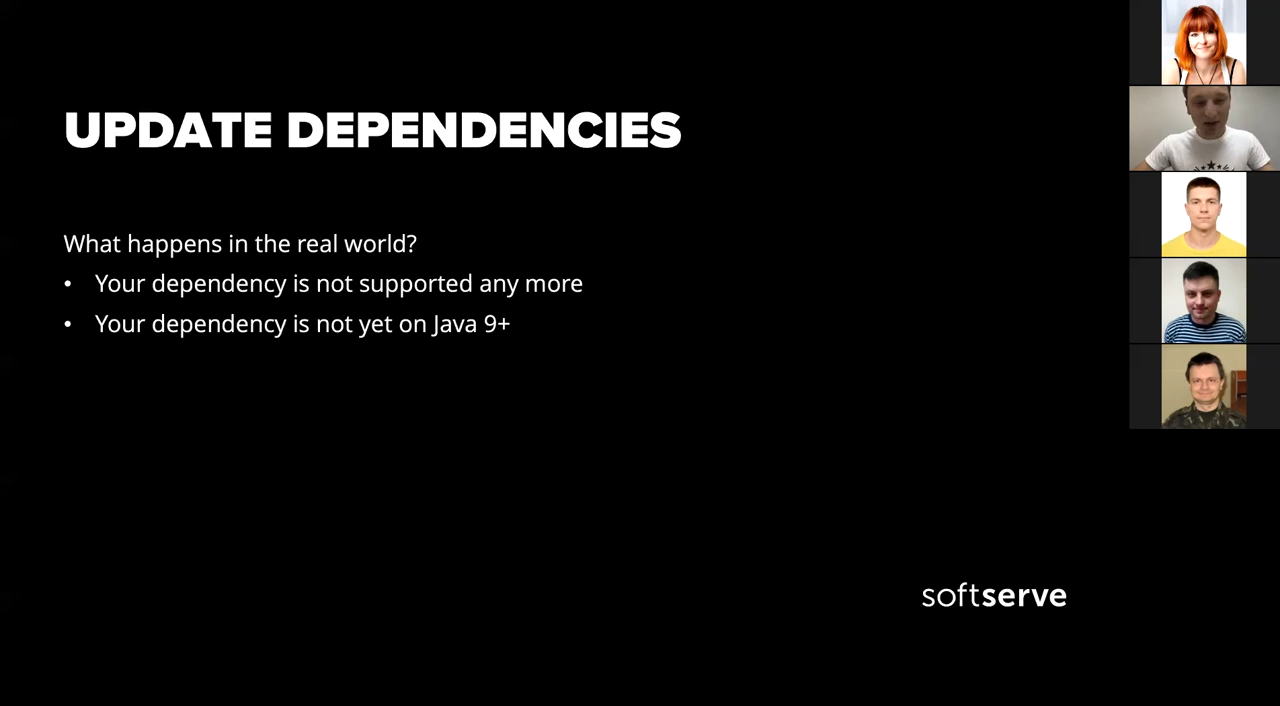 UPDATE DEPENDENCIES
What happens in the real world?
• Your dependency is not supported any more
• Your dependency is not yet on Java 9+
softserve